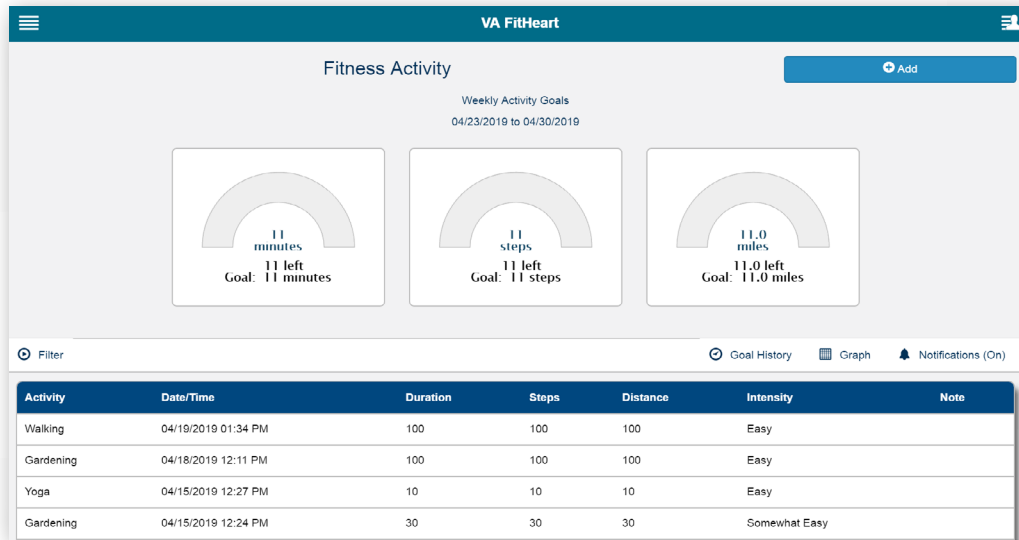 VA FitHeart
Fitness Activity
Add
Weekly Activity Goals
04/23/2019 to 04/30/2019
11 minutes
11 left
Goal: 11 minutes
11 steps
11 left
Goal: 11 steps
11.0 miles
11.0 left
Goal: 11.0 miles
Filter Goal History Graph Notifications (On)
Activity Date/Time Duration Steps Distance Intensity Note
Walking 04/19/2019 01:34 PM 100 100 100 Easy
Gardening 04/18/2019 12:11 PM 100 100 100 Easy
Yoga 04/15/2019 12:27 PM 10 10 10 Easy
Gardening 04/15/2019 12:24 PM 30 30 30 Somewhat Easy